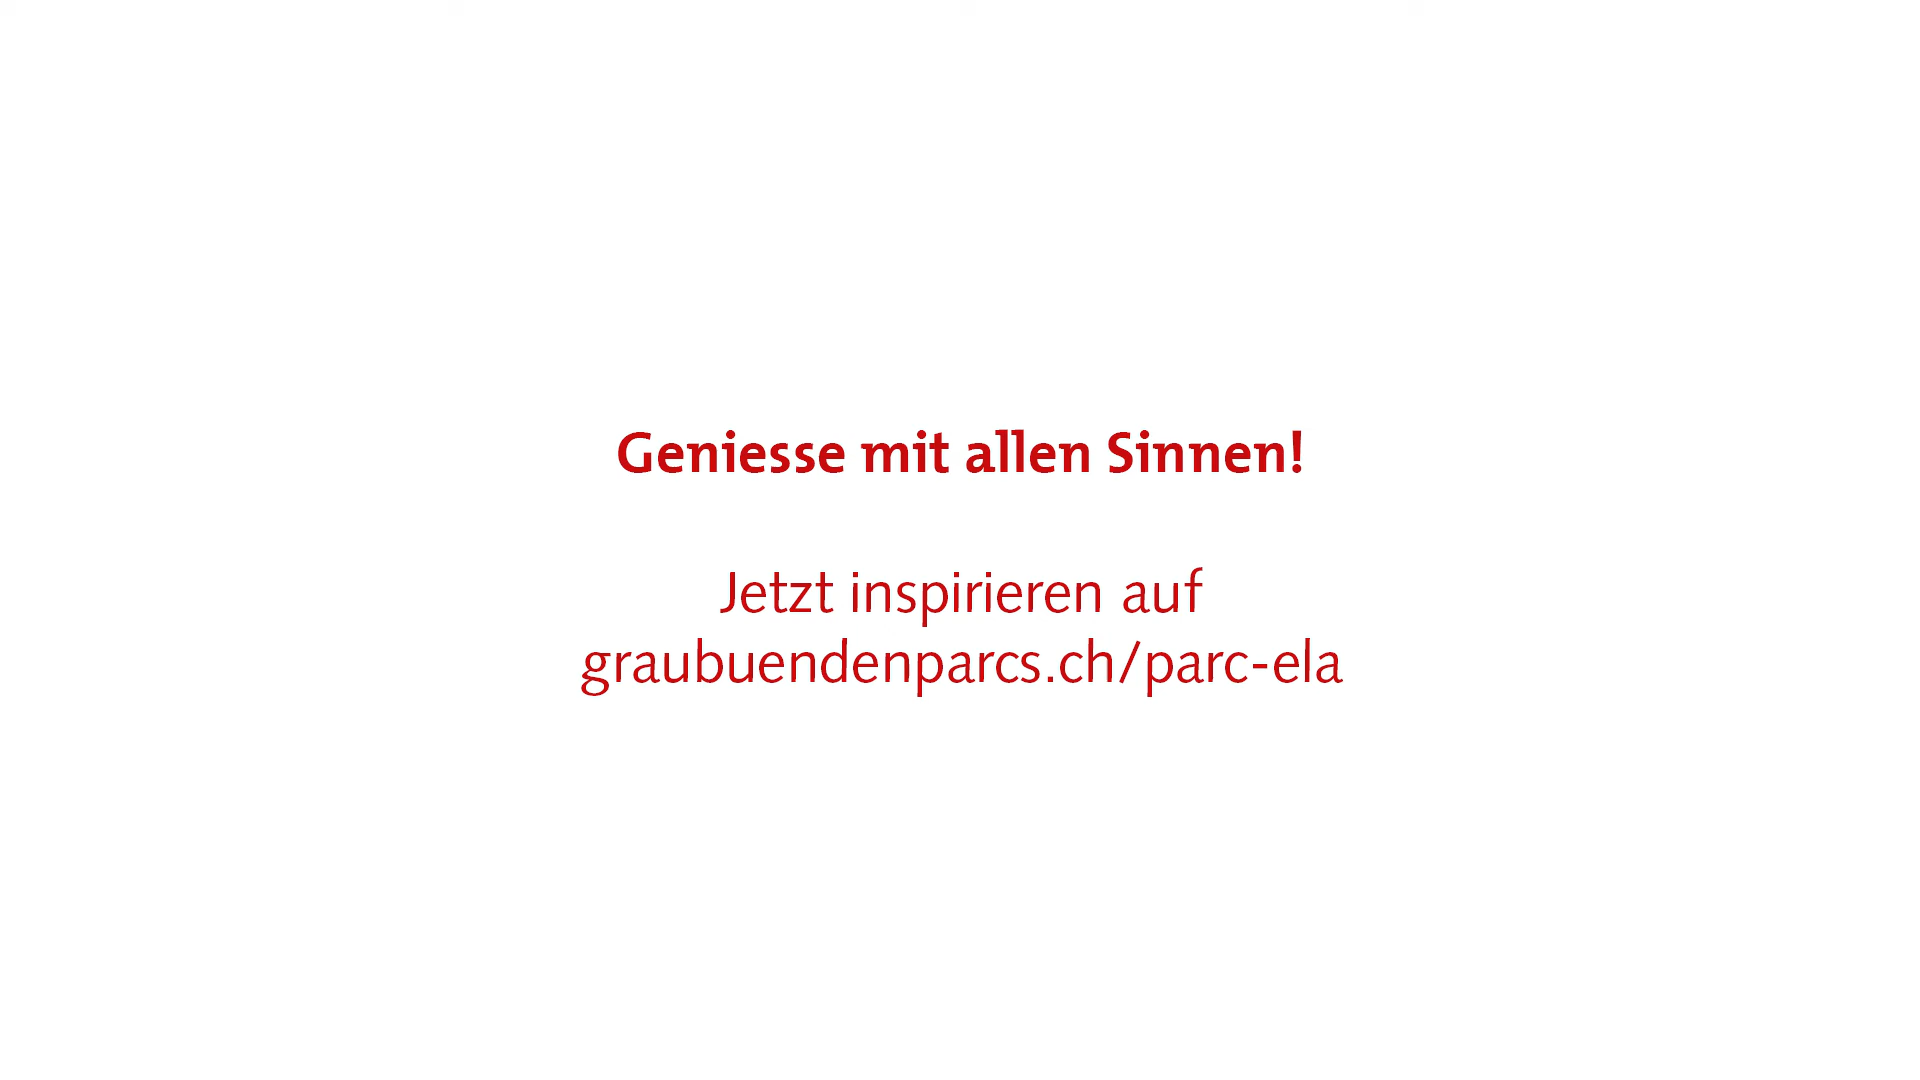 Geniesse mit allen Sinnen!
Jetzt inspirieren auf
graubuendenparcs.ch/parc-ela